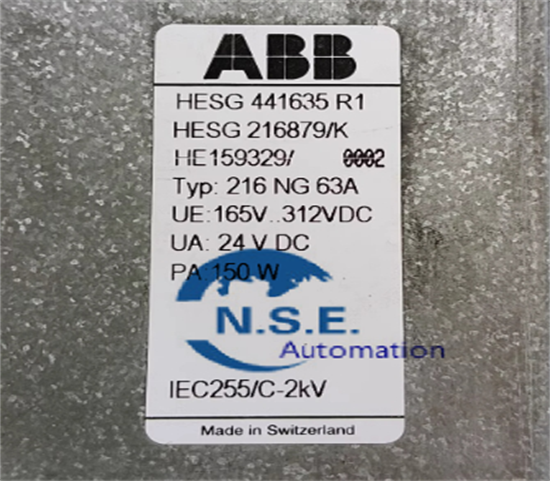 ABB
HESG 441635 R1
HESG 216879/K
HE159329/ 0002
Typ: 216 NG 63A
UE:165V..312VDC
UA: 24 V DC
PA:150 W
N.S.E.
Automation
IEC255/C-2kV
Made in Switzerland